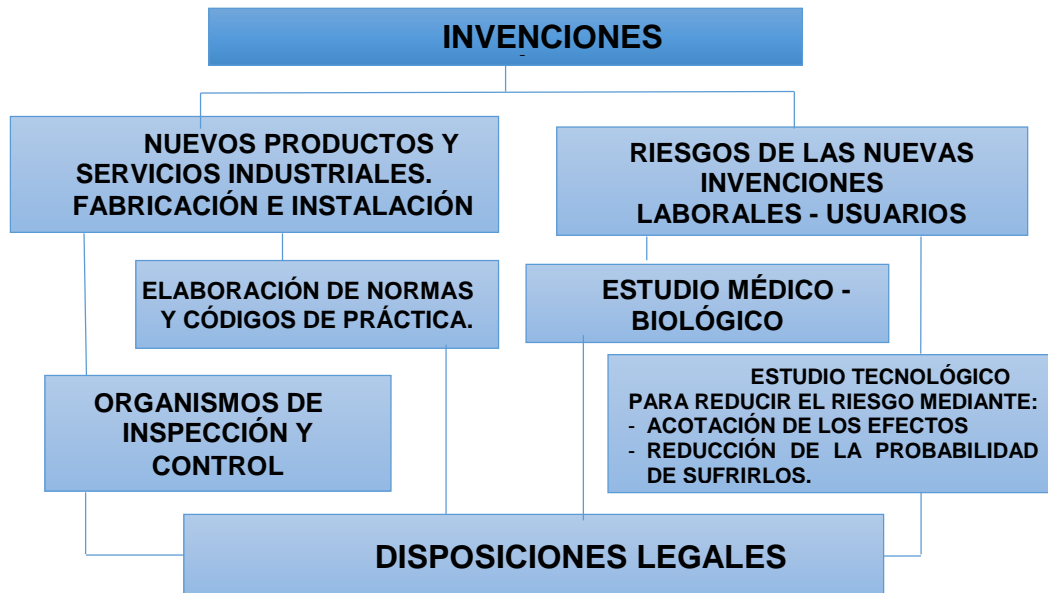 INVENCIONES
NUEVOS PRODUCTOS Y
SERVICIOS INDUSTRIALES.
FABRICACIÓN E INSTALACIÓN
RIESGOS DE LAS NUEVAS
INVENCIONES
LABORALES - USUARIOS
ELABORACIÓN DE NORMAS
Y CÓDIGOS DE PRÁCTICA.
ESTUDIO MÉDICO -
BIOLÓGICO
ORGANISMOS DE
INSPECCIÓN Y
CONTROL
ESTUDIO TECNOLÓGICO
PARA REDUCIR EL RIESGO MEDIANTE:
- ACOTACIÓN DE LOS EFECTOS
- REDUCCIÓN DE LA PROBABILIDAD
DE SUFRIRLOS.
DISPOSICIONES LEGALES